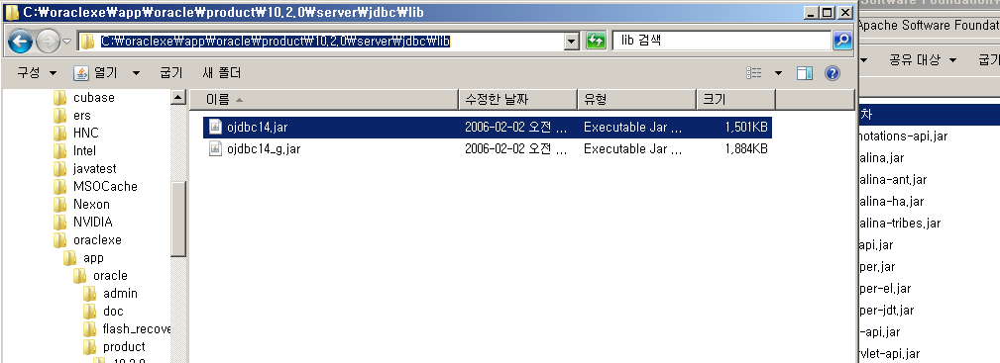 C:₩oraclexe₩app₩oracle₩product₩10.2.0₩server₩jdbc₩lib
C:₩oraclexe₩app₩oracle₩product₩10.2.0₩server₩jdbc₩lib
lib 검색
구성
열기
굽기
새 폴더
cubase
ers
HNC
Intel
javatest
MSOCache
Nexon
NVIDIA
oraclexe
app
oracle
admin
doc
flash_recove
product
이름
수정한 날짜
유형
크기
ojdbc14.jar 2006-02-02 오전 ... Executable Jar ... 1,501KB
ojdbc14_g.jar 2006-02-02 오전 ... Executable Jar ... 1,884KB
Software Foundation
Apache Software Foundat
공유 대상
굽기
차
notations-api.jar
alina.jar
alina-ant.jar
alina-ha.jar
alina-tribes.jar
api.jar
per.jar
per-el.jar
per-jdt.jar
-api.jar
vlet-api.jar